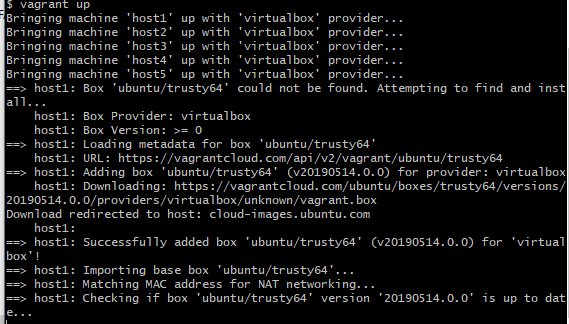 $ vagrant up
Bringing machine 'host1' up with 'virtualbox' provider...
Bringing machine 'host2' up with 'virtualbox' provider...
Bringing machine 'host3' up with 'virtualbox' provider...
Bringing machine 'host4' up with 'virtualbox' provider...
Bringing machine 'host5' up with 'virtualbox' provider...
==> host1: Box 'ubuntu/trusty64' could not be found. Attempting to find and inst
all...
    host1: Box Provider: virtualbox
    host1: Box Version: >= 0
==> host1: Loading metadata for box 'ubuntu/trusty64'
    host1: URL: https://vagrantcloud.com/api/v2/vagrant/ubuntu/trusty64
==> host1: Adding box 'ubuntu/trusty64' (v20190514.0.0) for provider: virtualbox
    host1: Downloading: https://vagrantcloud.com/ubuntu/boxes/trusty64/versions/
20190514.0.0/providers/virtualbox/unknown/vagrant.box
Download redirected to host: cloud-images.ubuntu.com
    host1:
==> host1: Successfully added box 'ubuntu/trusty64' (v20190514.0.0) for 'virtual
box'!
==> host1: Importing base box 'ubuntu/trusty64'...
==> host1: Matching MAC address for NAT networking...
==> host1: Checking if box 'ubuntu/trusty64' version '20190514.0.0' is up to dat
e...